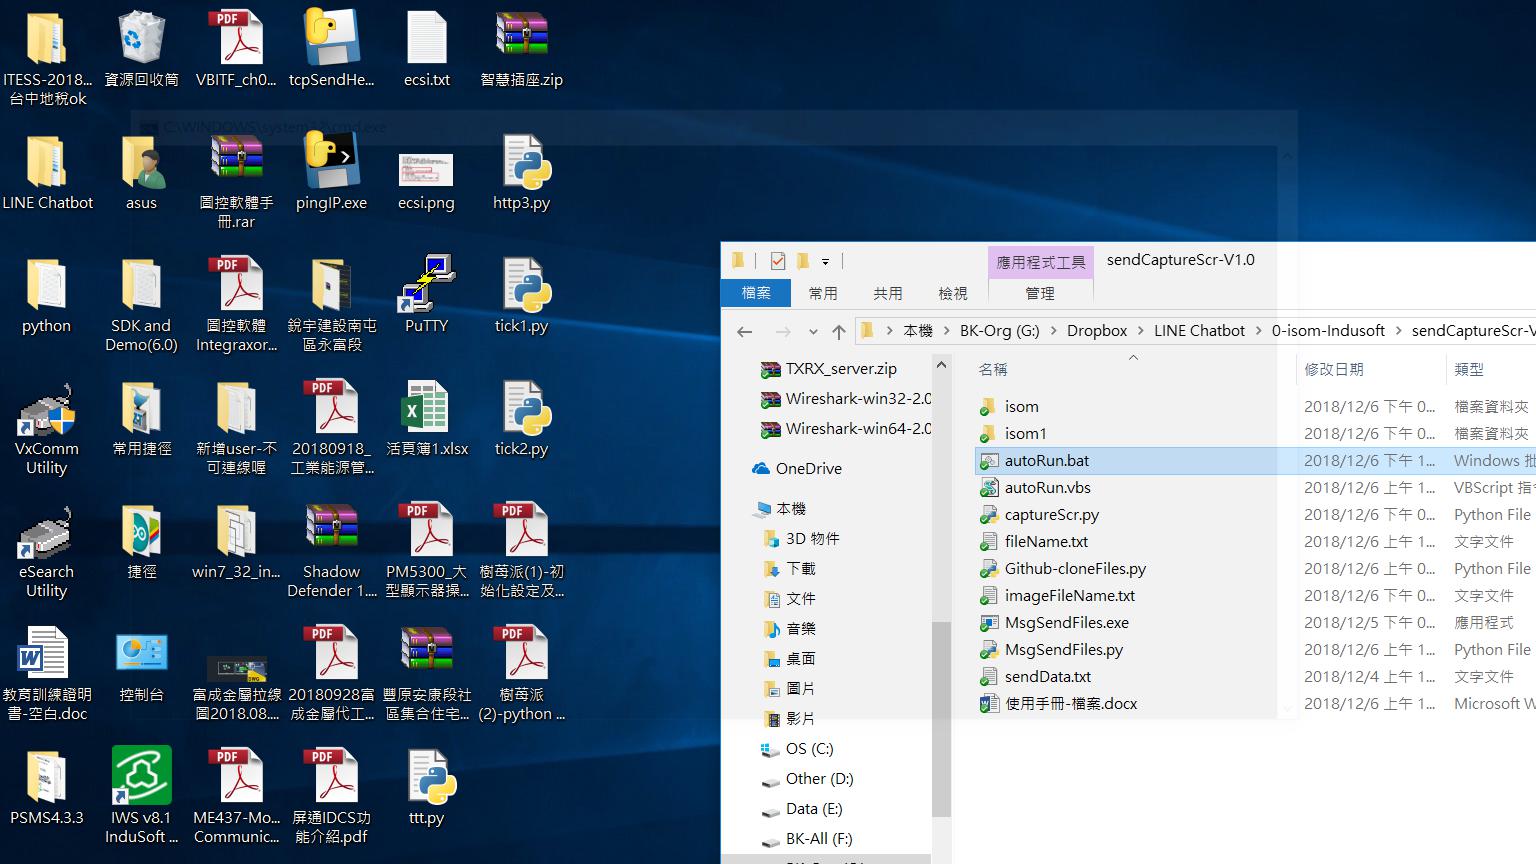 ITESS-2018...
台中地稅ok
資源回收筒
VBITF_ch0...
tcpSendHe...
ecsi.txt
智慧插座.zip
C:\WINDOWS\system32\cmd.exe
LINE Chatbot
asus
圖控軟體手
冊.rar
pingIP.exe
ecsi.png
http3.py
python
SDK and
Demo(6.0)
圖控軟體
Integraxor...
銳宇建設南屯
區永富段
PuTTY
tick1.py
VxComm
Utility
常用捷徑
新增user-不
可連線喔
20180918_
工業能源管...
活頁簿1.xlsx
tick2.py
eSearch
Utility
捷徑
win7_32_in...
Shadow
Defender 1....
PM5300_大
型顯示器操...
樹莓派(1)-初
始化設定及...
教育訓練證明
書-空白.doc
控制台
富成金屬拉線
圖2018.08....
20180928富
成金屬代工...
豐原安康段社
區集合住宅...
樹苺派
(2)-python ...
PSMS4.3.3
IWS v8.1
InduSoft ...
ME437-Mo...
Communic...
屏通IDCS功
能介紹.pdf
ttt.py
應用程式工具
sendCaptureScr-V1.0
檔案
常用
共用
檢視
管理
本機 > BK-Org (G:) > Dropbox > LINE Chatbot > 0-isom-Indusoft > sendCaptureScr-V
TXRX_server.zip
Wireshark-win32-2.0
Wireshark-win64-2.0
OneDrive
本機
3D 物件
下載
文件
音樂
桌面
圖片
影片
OS (C:)
Other (D:)
Data (E:)
BK-All (F:)
名稱 修改日期 類型
isom 2018/12/6 下午 0... 檔案資料夾
isom1 2018/12/6 下午 0... 檔案資料夾
autoRun.bat 2018/12/6 下午 1... Windows 批
autoRun.vbs 2018/12/6 上午 1... VBScript 指令
captureScr.py 2018/12/6 下午 0... Python File
fileName.txt 2018/12/6 下午 0... 文字文件
Github-cloneFiles.py 2018/12/6 下午 0... Python File
imageFileName.txt 2018/12/6 下午 0... 文字文件
MsgSendFiles.exe 2018/12/5 下午 0... 應用程式
MsgSendFiles.py 2018/12/6 上午 1... Python File
sendData.txt 2018/12/4 上午 1... 文字文件
使用手冊-檔案.docx 2018/12/6 上午 1... Microsoft W